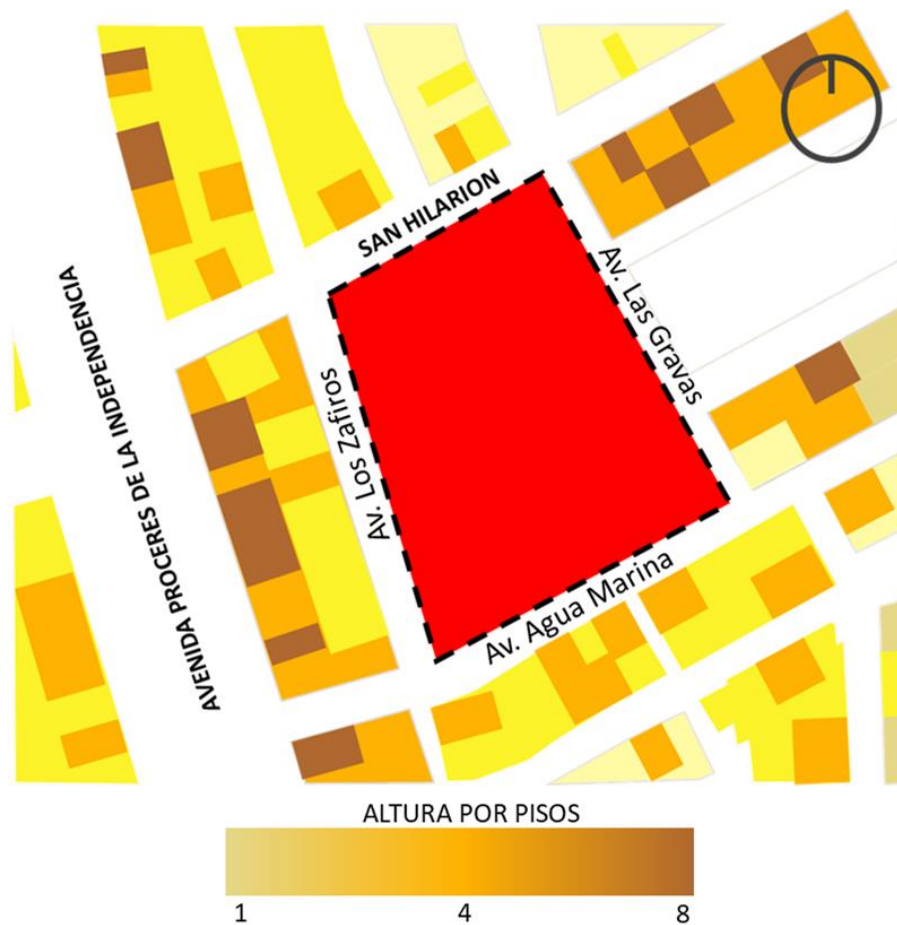 SAN HILARION
Av. Las Gravas
AVENIDA PROCERES DE LA INDEPENDENCIA
Av. Los Zafiros
Av. Agua Marina
ALTURA POR PISOS
1 4 8